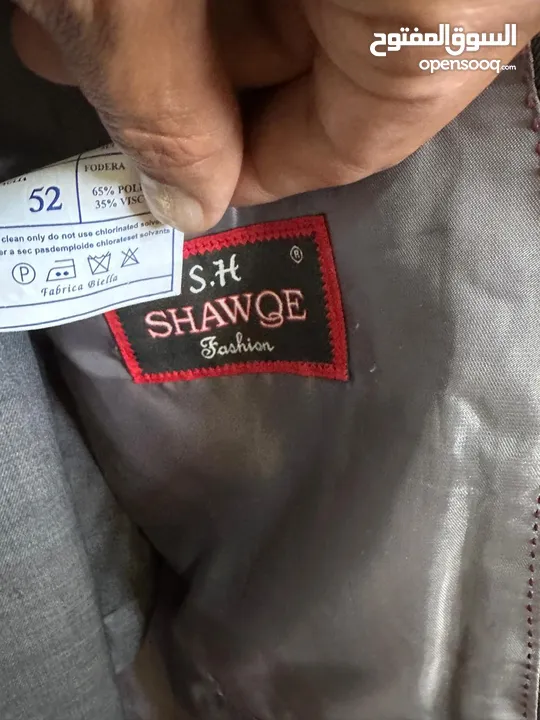 السوق المفتوح
opensooq.com
FODERA
52
65% POL
35% VISC
clean only do not use chlorinated solve
a sec pasdemploide chlorateset solvants
P
Fabrica Biella
®
S.H
SHAWQE
Fashion